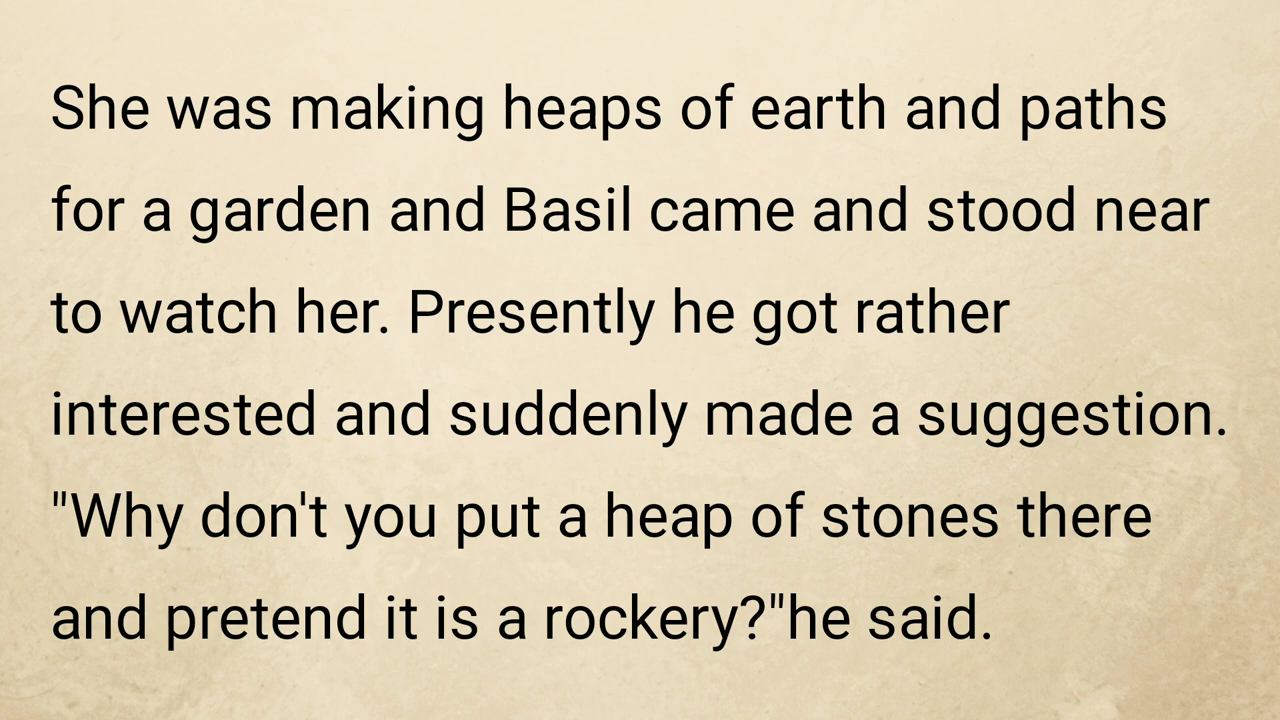 She was making heaps of earth and paths
for a garden and Basil came and stood near
to watch her. Presently he got rather
interested and suddenly made a suggestion.
"Why don't you put a heap of stones there
and pretend it is a rockery?"he said.